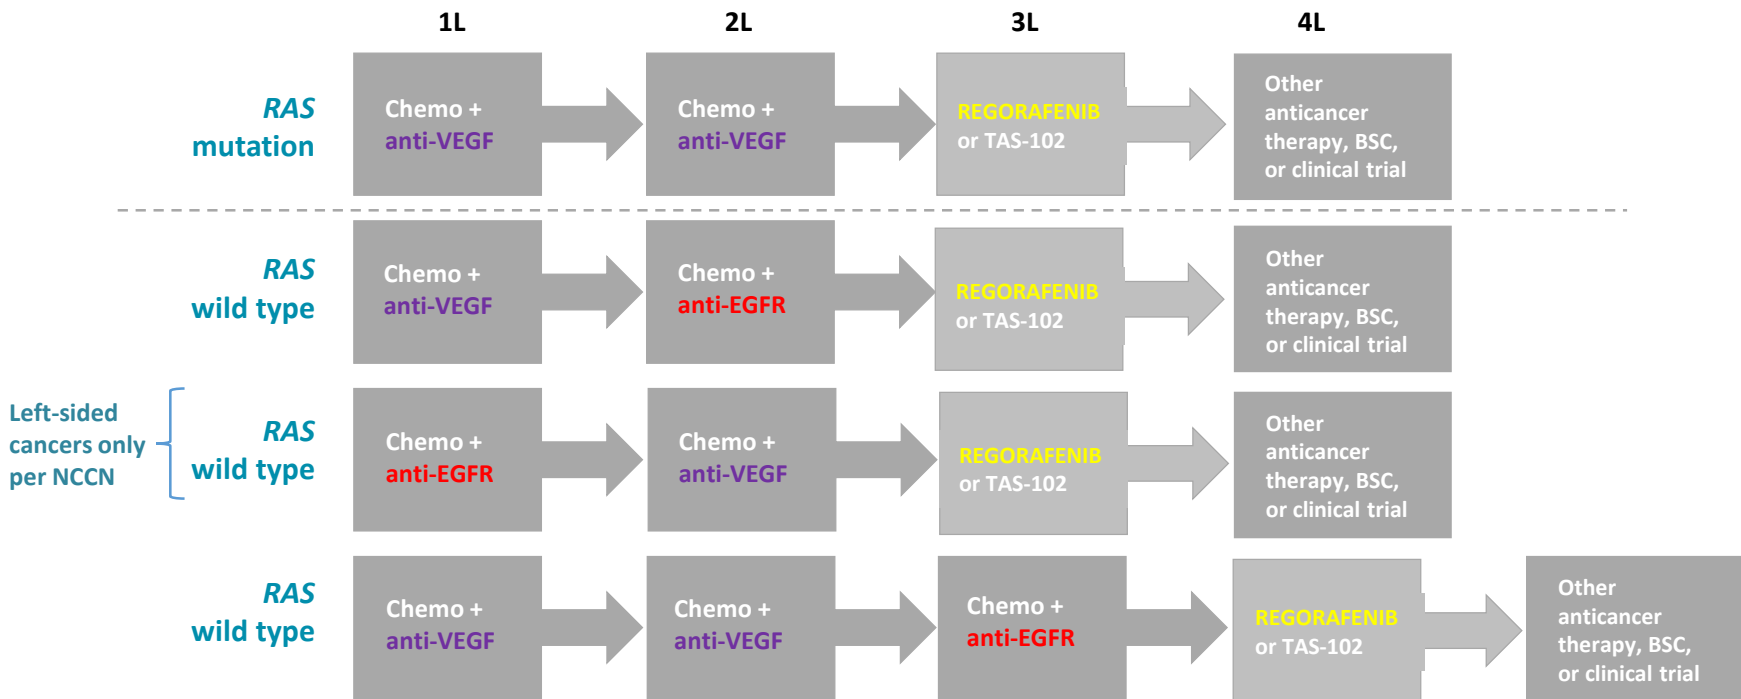 1L
2L
3L
4L
RAS
mutation
Chemo +
anti-VEGF
Chemo +
anti-VEGF
REGORAFENIB
or TAS-102
Other
anticancer
therapy, BSC,
or clinical trial
RAS
wild type
Chemo +
anti-VEGF
Chemo +
anti-EGFR
REGORAFENIB
or TAS-102
Other
anticancer
therapy, BSC,
or clinical trial
Left-sided
cancers only
per NCCN
RAS
wild type
Chemo +
anti-EGFR
Chemo +
anti-VEGF
REGORAFENIB
or TAS-102
Other
anticancer
therapy, BSC,
or clinical trial
RAS
wild type
Chemo +
anti-VEGF
Chemo +
anti-VEGF
Chemo +
anti-EGFR
REGORAFENIB
or TAS-102
Other
anticancer
therapy, BSC,
or clinical trial